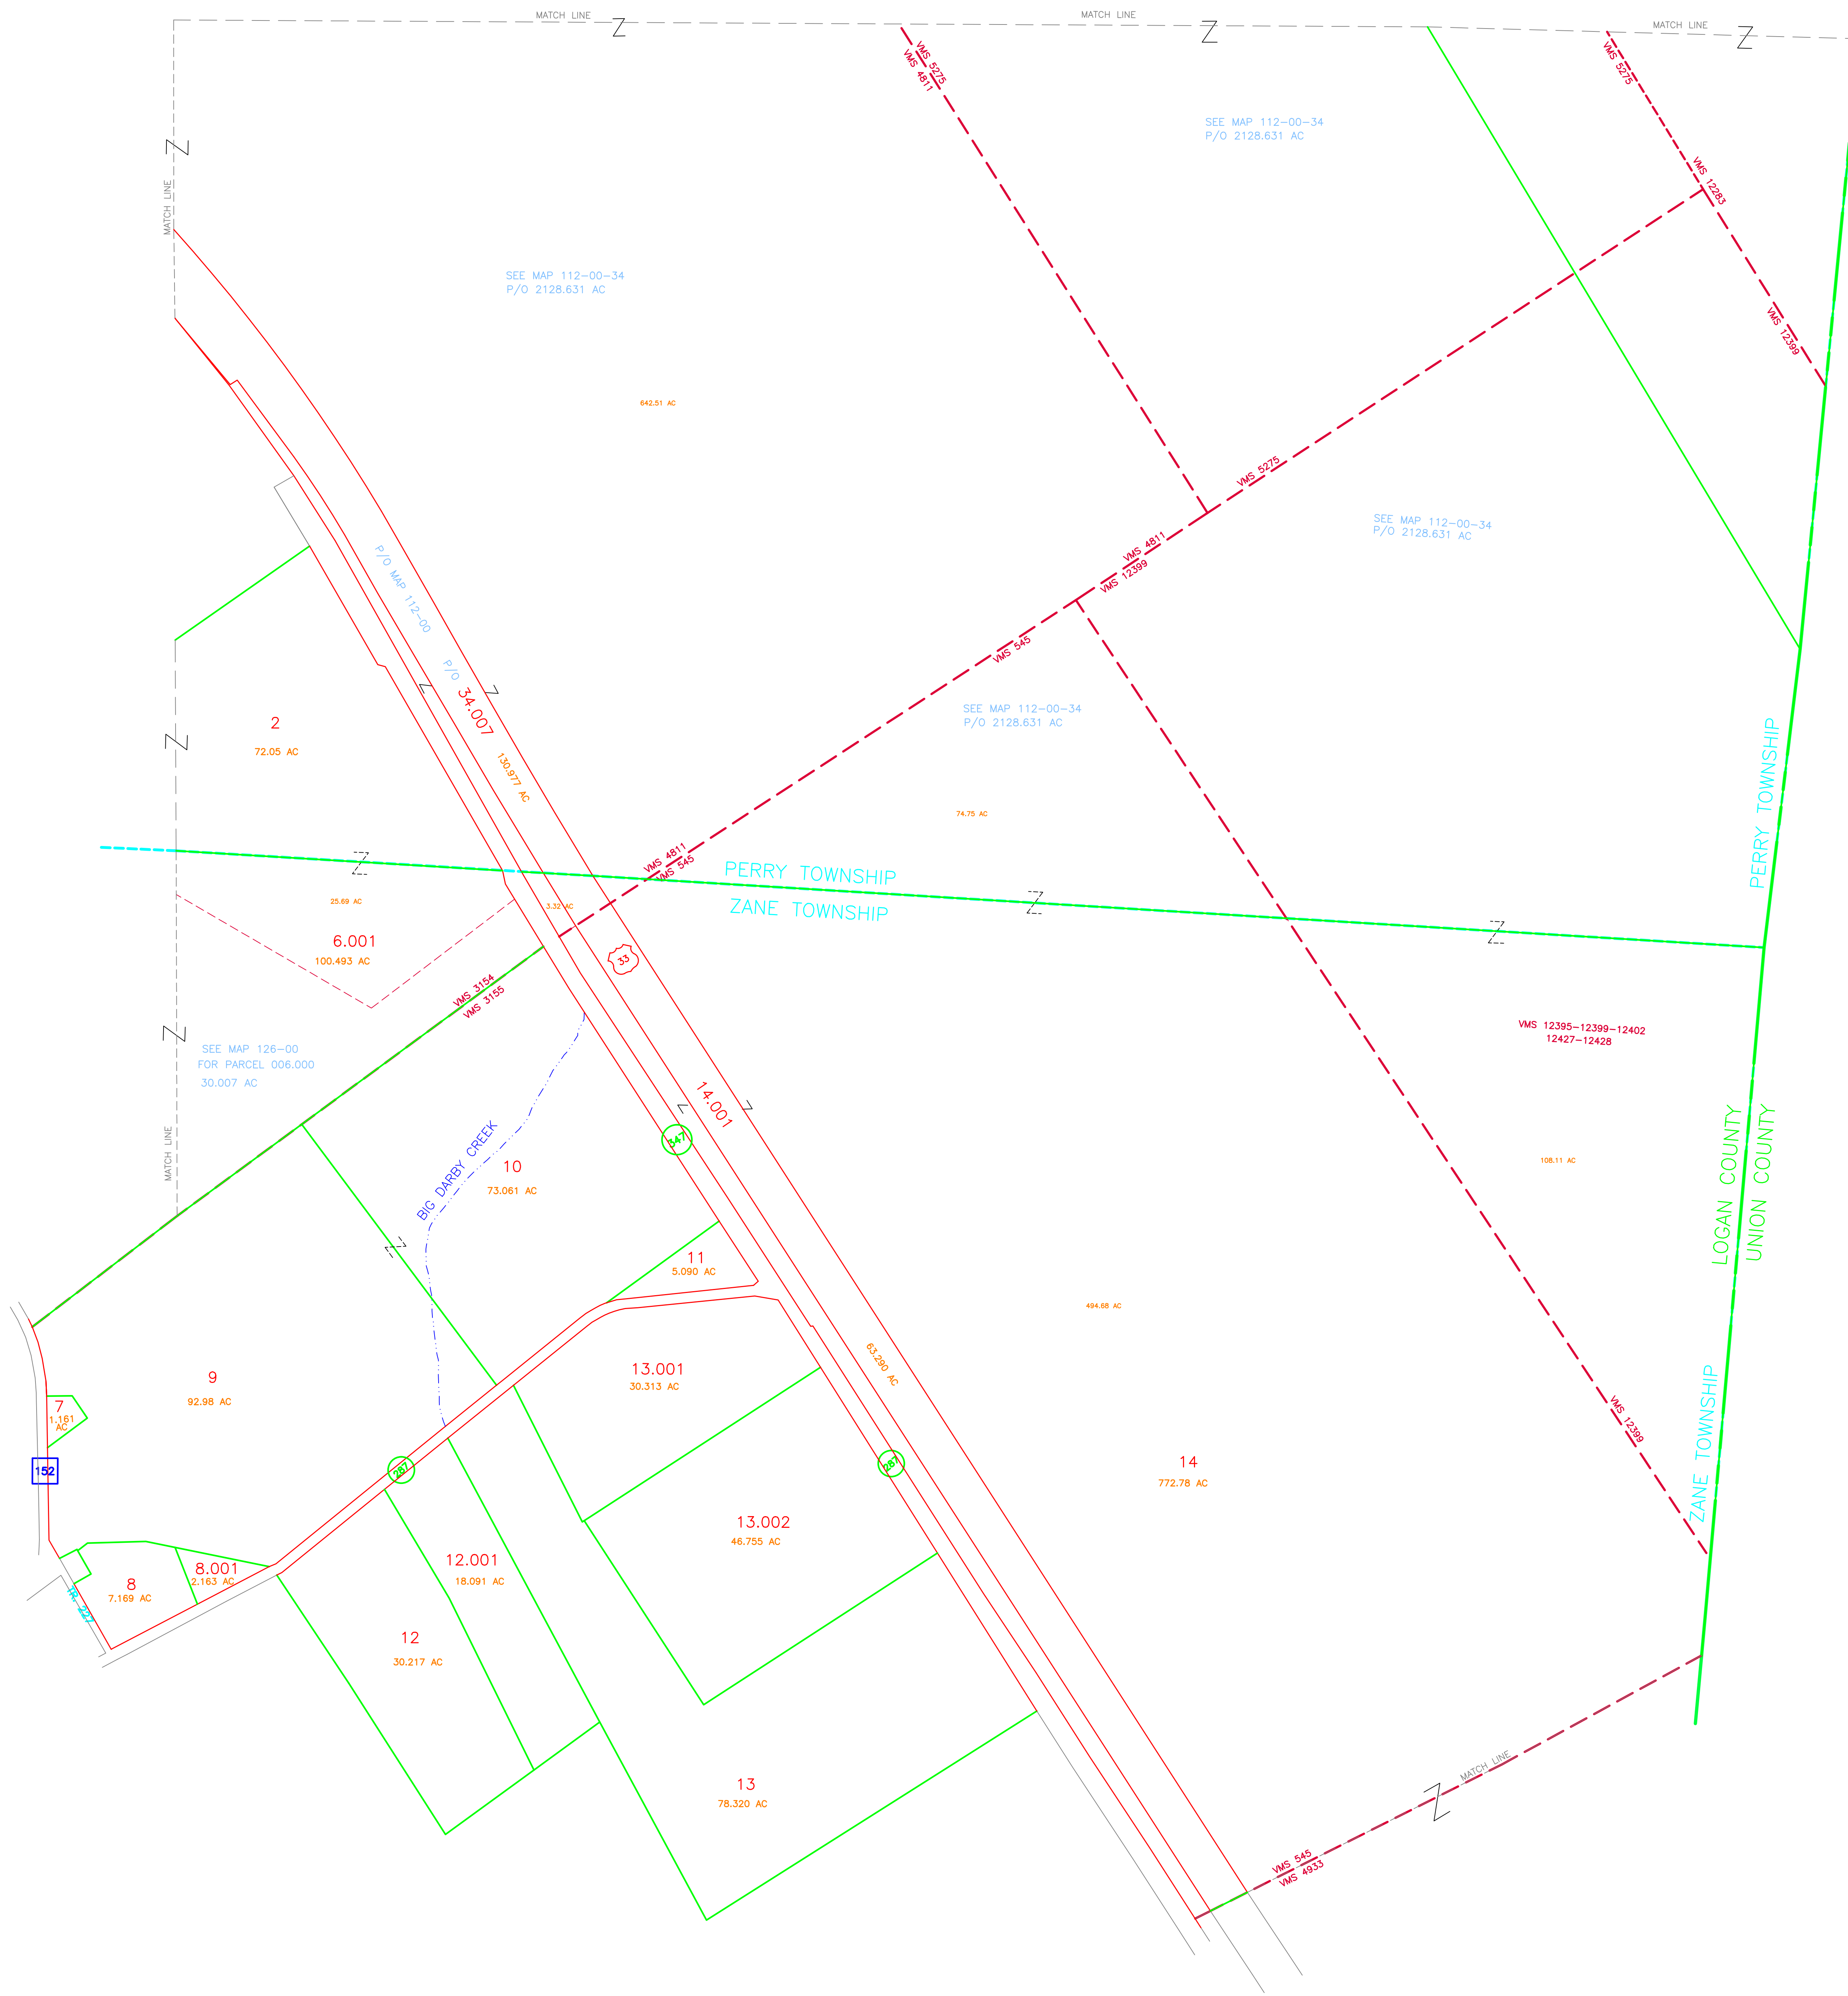 MATCH LINE
MATCH LINE
MATCH LINE
VMS 5275
VMS 4811
VMS 5275
SEE MAP 112-00-34
P/O 2128.631 AC
MATCH LINE
VMS 12283
SEE MAP 112-00-34
P/O 2128.631 AC
VMS 12399
642.51 AC
VMS 5275
SEE MAP 112-00-34
P/O 2128.631 AC
VMS 4811
VMS 12399
P/O MAP 112-00
VMS 545
P/O
34.007
130.977 AC
SEE MAP 112-00-34
P/O 2128.631 AC
2
72.05 AC
74.75 AC
PERRY TOWNSHIP
VMS 4811
VMS 545
PERRY TOWNSHIP
ZANE TOWNSHIP
25.69 AC
3.32 AC
6.001
100.493 AC
33
VMS 3154
VMS 3155
VMS 12395-12399-12402
12427-12428
SEE MAP 126-00
FOR PARCEL 006.000
30.007 AC
14.001
MATCH LINE
347
BIG DARBY CREEK
10
73.061 AC
108.11 AC
LOGAN COUNTY
UNION COUNTY
11
5.090 AC
494.68 AC
63.290 AC
9
92.98 AC
13.001
30.313 AC
7
1.161
AC
VMS 12399
ZANE TOWNSHIP
152
287
287
14
772.78 AC
13.002
46.755 AC
12.001
18.091 AC
8.001
2.163 AC
8
7.169 AC
TR. 227
12
30.217 AC
MATCH LINE
13
78.320 AC
VMS 545
VMS 4933